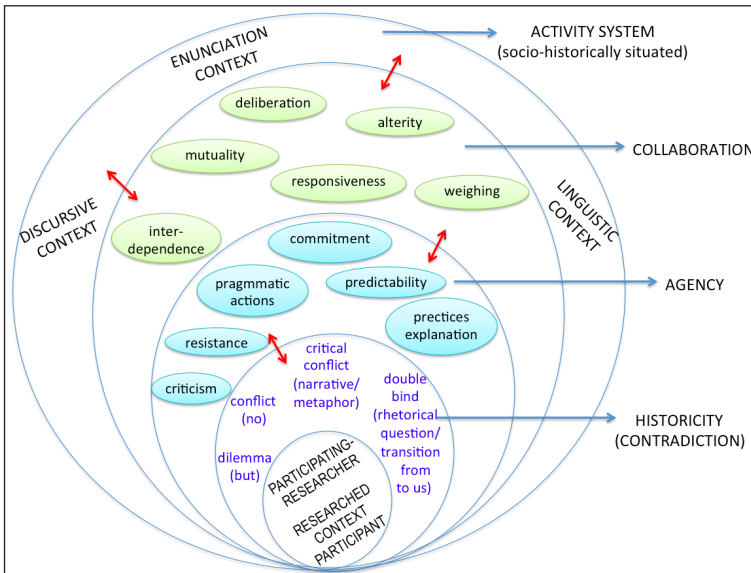 ENUNCIATION
CONTEXT
ACTIVITY SYSTEM
(socio-historically situated)
deliberation
alterity
COLLABORATION
mutuality
responsiveness
weighing
DISCURSIVE
CONTEXT
LINGUISTIC
CONTEXT
inter-
dependence
commitment
pragmmatic
actions
predictability
AGENCY
prectices
explanation
resistance
criticism
critical
conflict
(narrative/
metaphor)
conflict
(no)
double
bind
(rhetorical
question/
transition
from
to us)
HISTORICITY
(CONTRADICTION)
dilemma
(but)
PARTICIPATING-
RESEARCHER
RESEARCHED
CONTEXT
PARTICIPANT